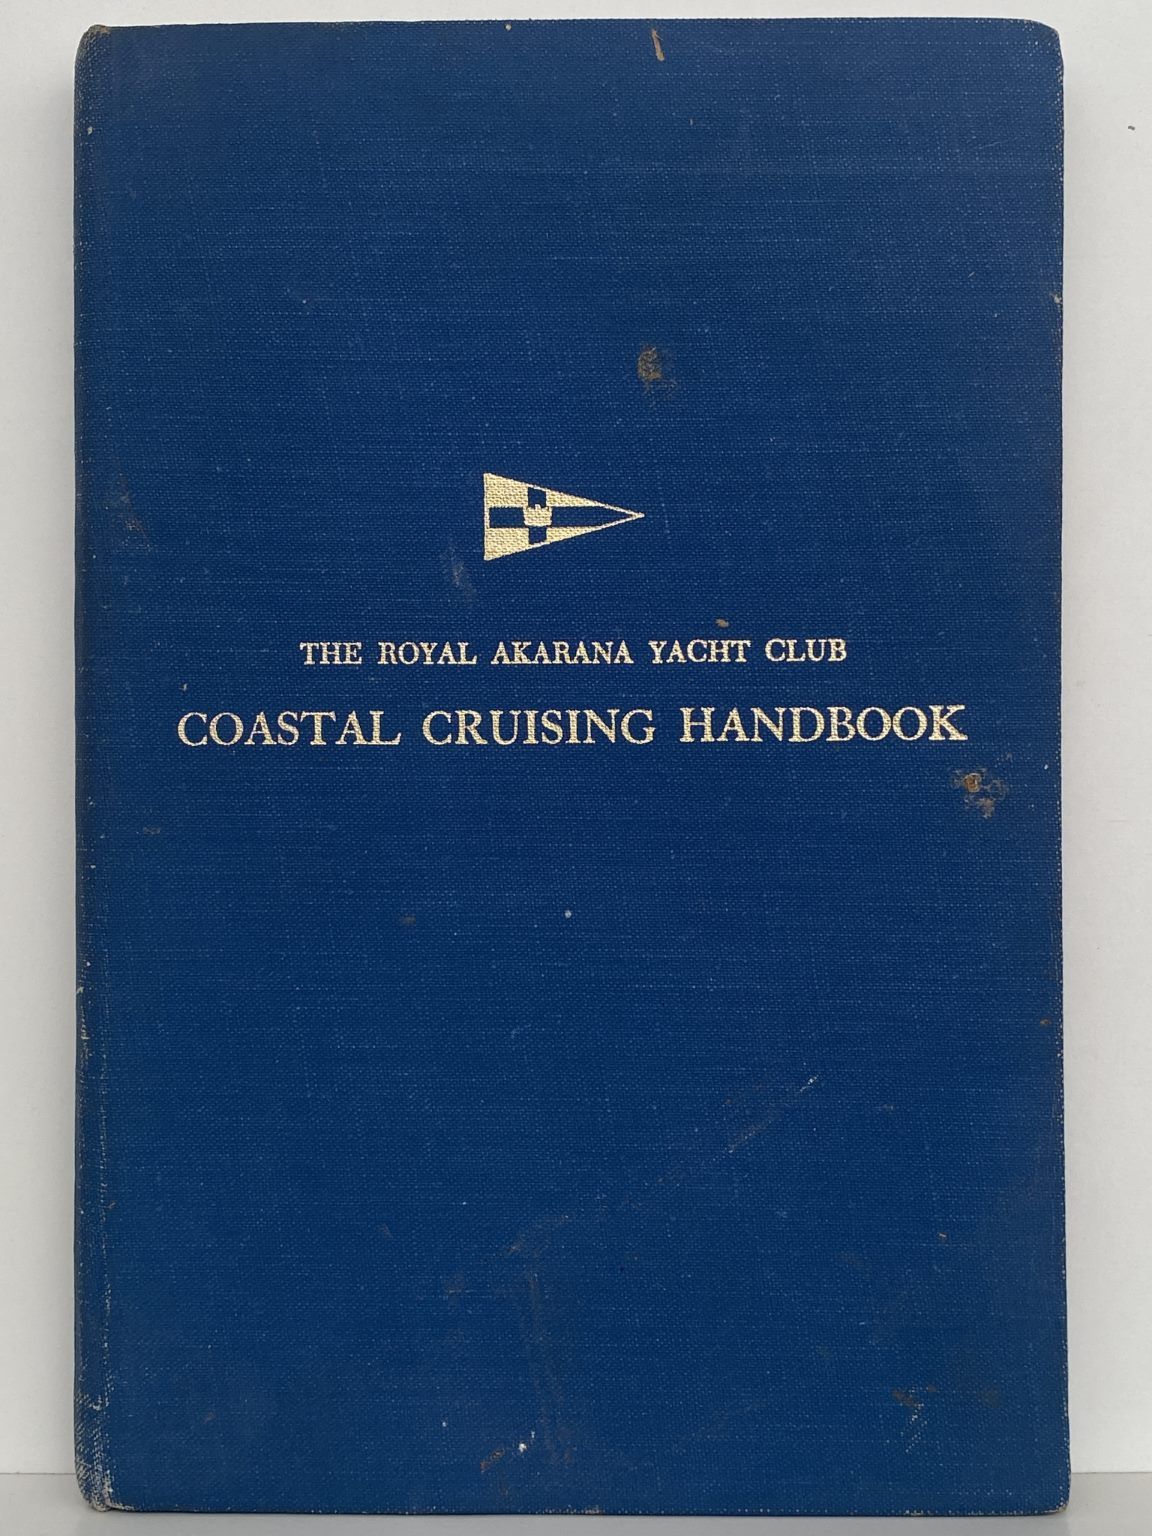 THE ROYAL AKARANA YACHT CLUB
COASTAL CRUISING HANDBOOK